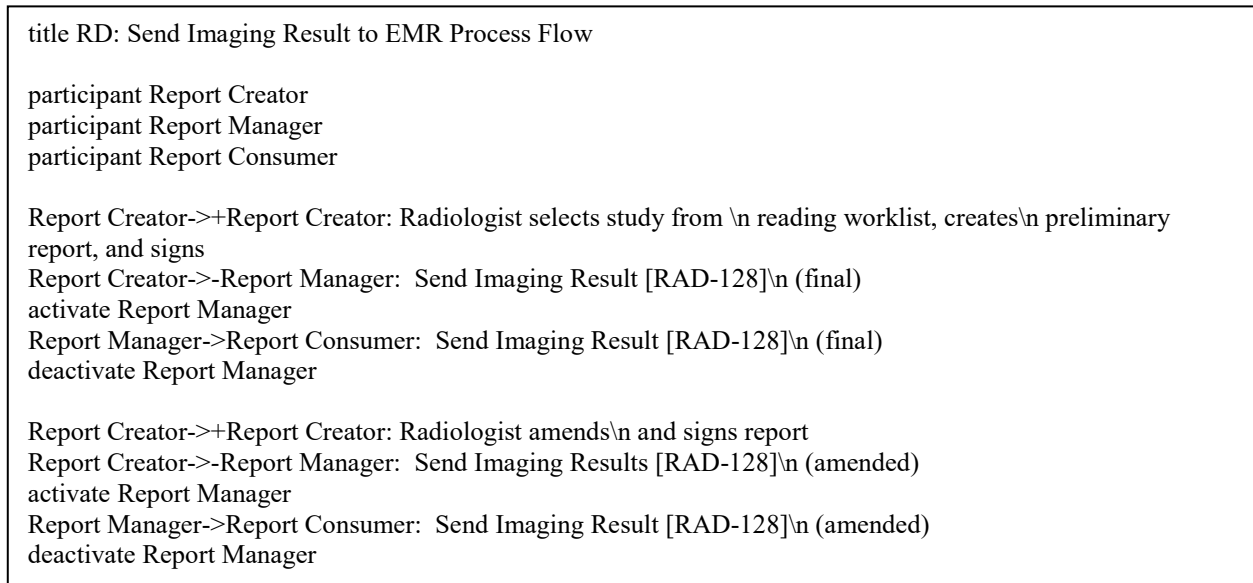 title RD: Send Imaging Result to EMR Process Flow
participant Report Creator
participant Report Manager
participant Report Consumer
Report Creator->+Report Creator: Radiologist selects study from \n reading worklist, creates\n preliminary
report, and signs
Report Creator->-Report Manager:  Send Imaging Result [RAD-128]\n (final)
activate Report Manager
Report Manager->Report Consumer:  Send Imaging Result [RAD-128]\n (final)
deactivate Report Manager
Report Creator->+Report Creator: Radiologist amends\n and signs report
Report Creator->-Report Manager:  Send Imaging Results [RAD-128]\n (amended)
activate Report Manager
Report Manager->Report Consumer:  Send Imaging Result [RAD-128]\n (amended)
deactivate Report Manager